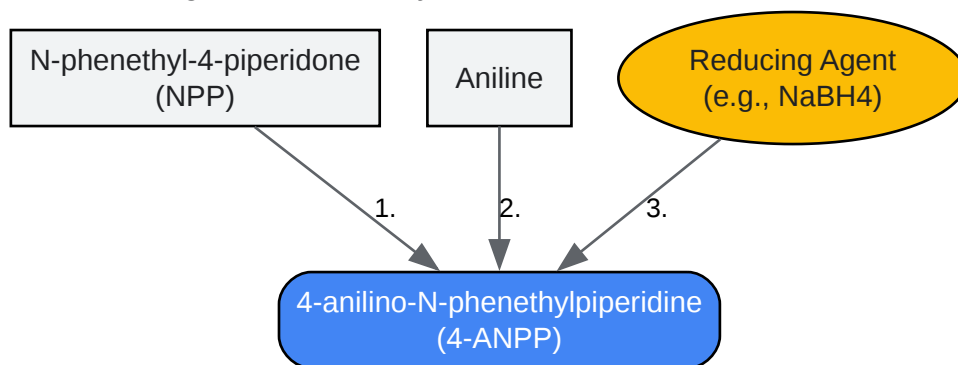 N-phenethyl-4-piperidone
(NPP)
Aniline
Reducing Agent
(e.g., NaBH4)
1.
2.
3.
4-anilino-N-phenethylpiperidine
(4-ANPP)